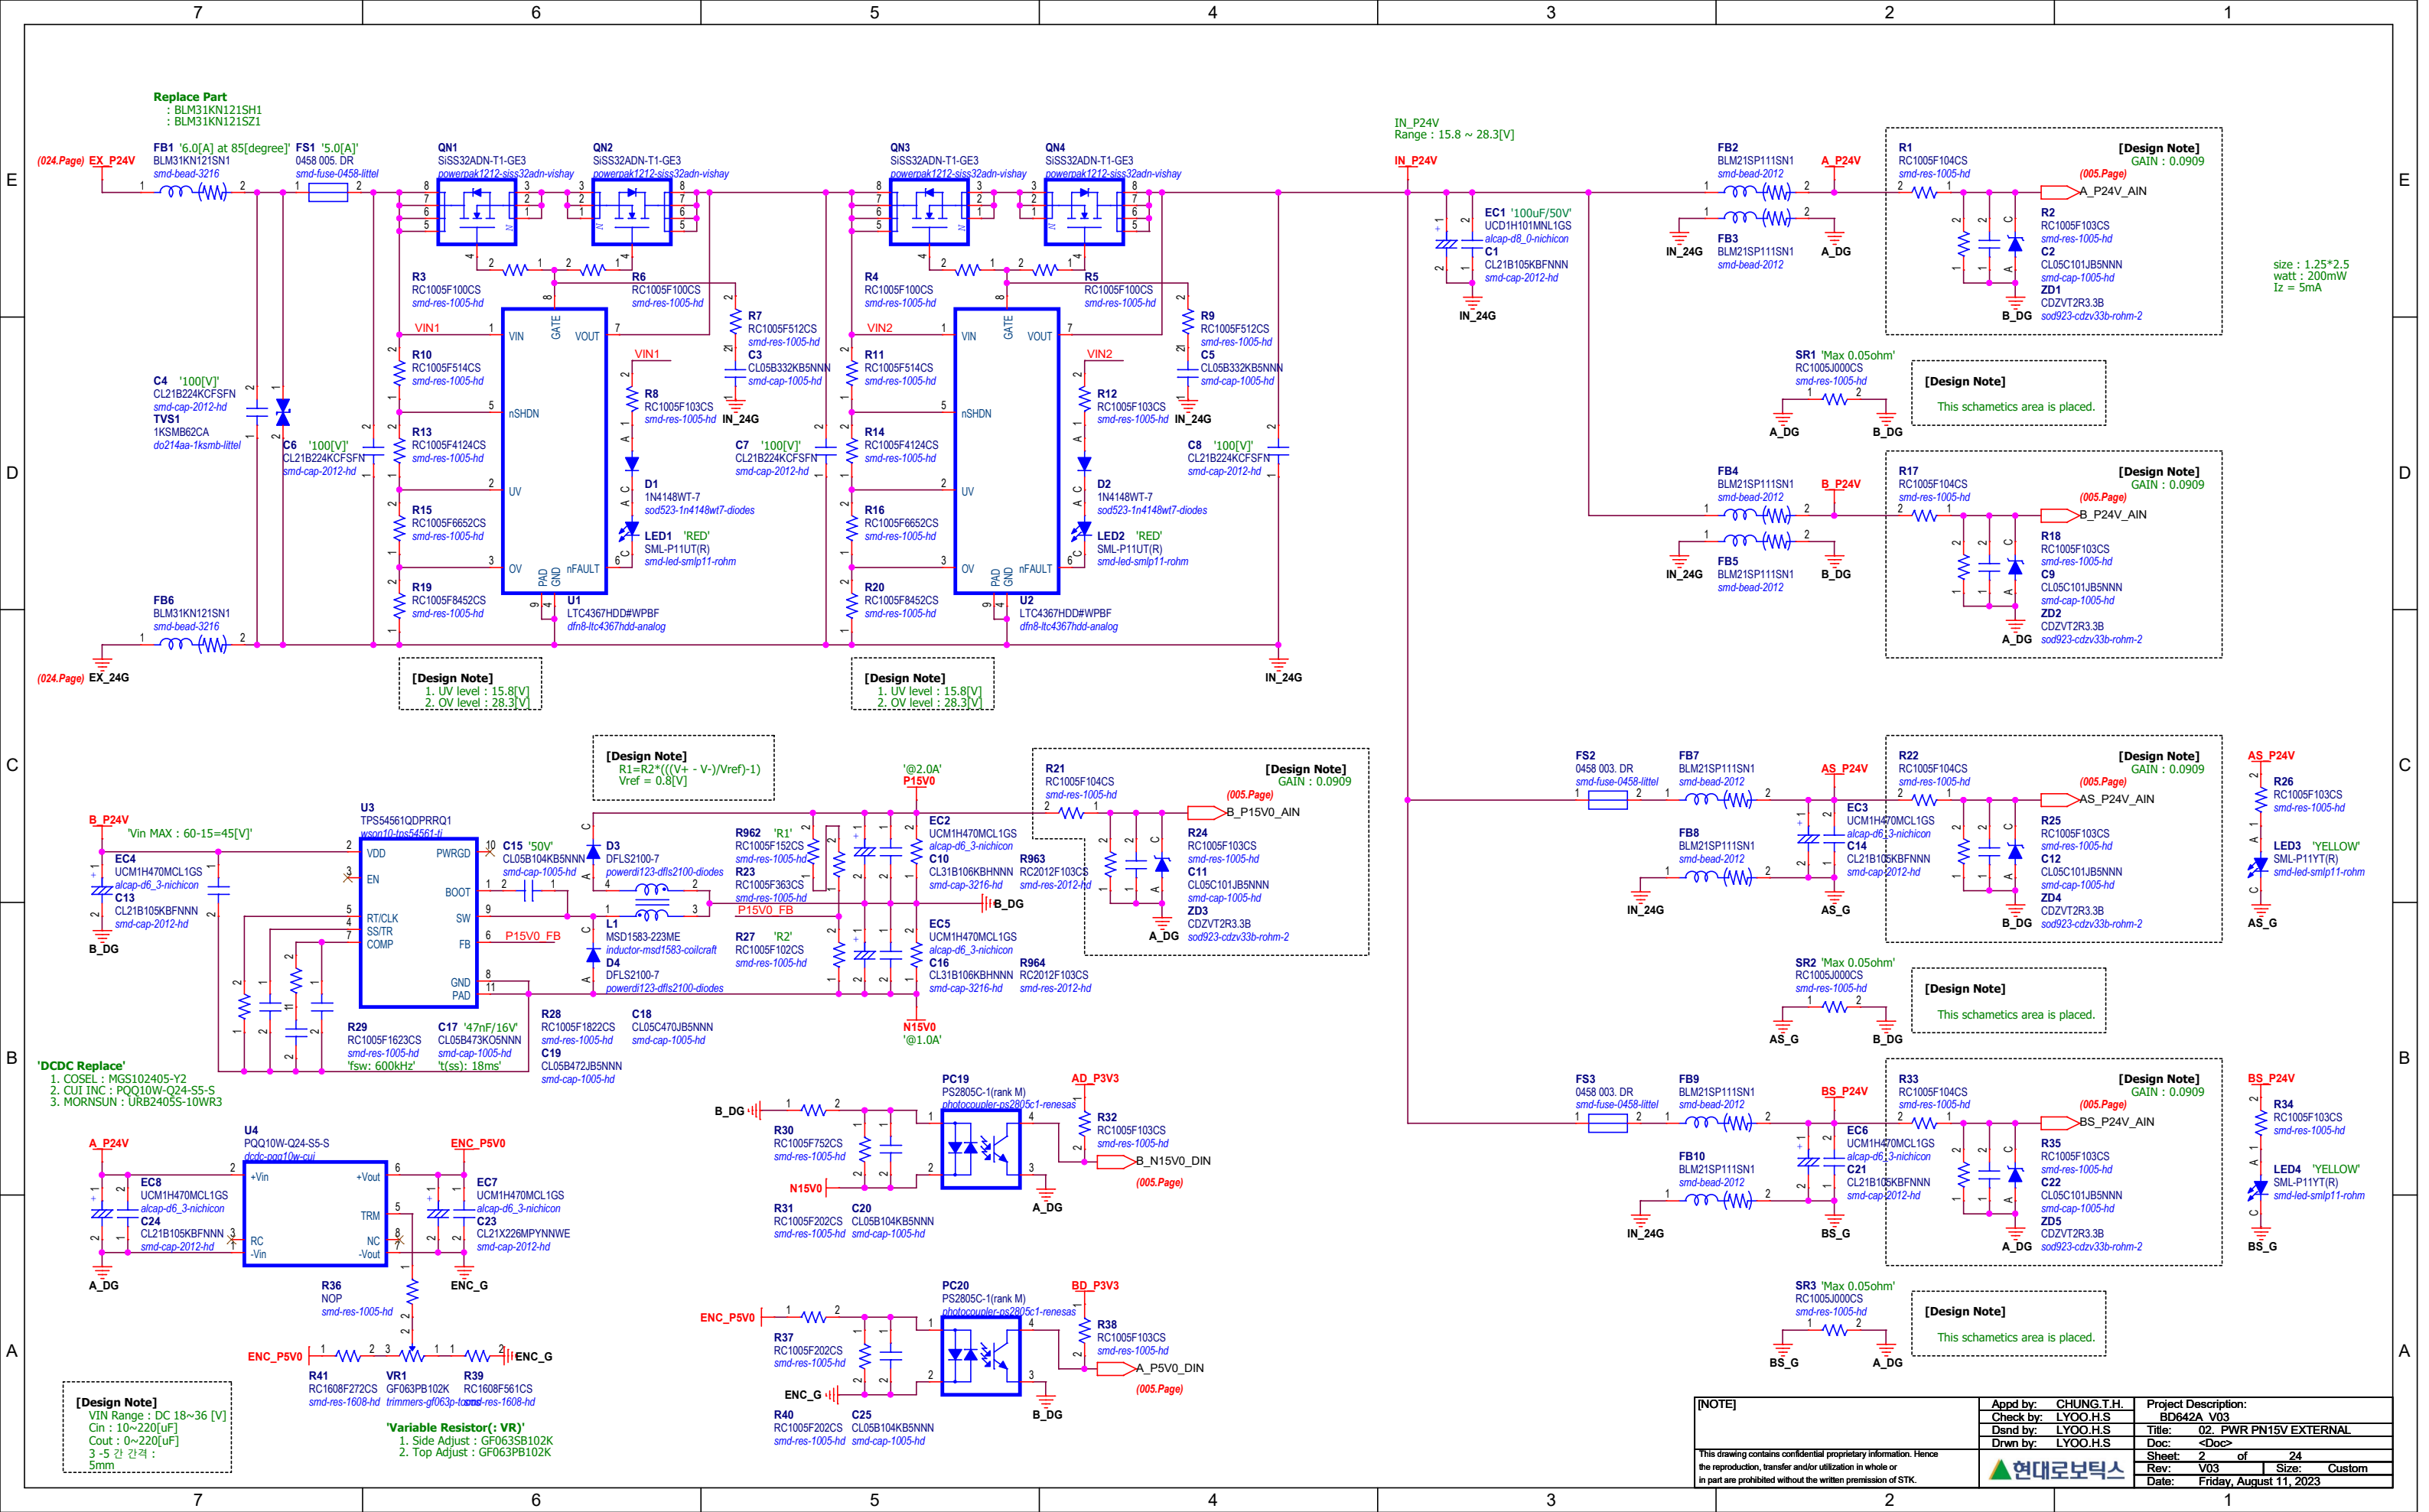 7 6 5 4 3 2 1
E D C B A
Replace Part
: BLM31KN121SH1
: BLM31KN121SZ1
(024.Page) EX_P24V
FB1 '6.0[A] at 85[degree]'
BLM31KN121SN1
smd-bead-3216
FS1 '5.0[A]'
0458 005. DR
smd-fuse-0458-littel
QN1
SiSS32ADN-T1-GE3
powerpak1212-siss32adn-vishay
QN2
SiSS32ADN-T1-GE3
powerpak1212-siss32adn-vishay
QN3
SiSS32ADN-T1-GE3
powerpak1212-siss32adn-vishay
QN4
SiSS32ADN-T1-GE3
powerpak1212-siss32adn-vishay
R3
RC1005F100CS
smd-res-1005-hd
R6
RC1005F100CS
smd-res-1005-hd
R4
RC1005F100CS
smd-res-1005-hd
R5
RC1005F100CS
smd-res-1005-hd
R7
RC1005F512CS
smd-res-1005-hd
C3
CL05B332KB5NNN
smd-cap-1005-hd
IN_24G
R9
RC1005F512CS
smd-res-1005-hd
C5
CL05B332KB5NNN
smd-cap-1005-hd
IN_24G
VIN1
VIN GATE VOUT
nSHDN
UV
OV PAD GND nFAULT
U1
LTC4367HDD#WPBF
dfn8-ltc4367hdd-analog
VIN2
VIN GATE VOUT
nSHDN
UV
OV PAD GND nFAULT
U2
LTC4367HDD#WPBF
dfn8-ltc4367hdd-analog
R10
RC1005F514CS
smd-res-1005-hd
R13
RC1005F4124CS
smd-res-1005-hd
R15
RC1005F6652CS
smd-res-1005-hd
R19
RC1005F8452CS
smd-res-1005-hd
R11
RC1005F514CS
smd-res-1005-hd
R14
RC1005F4124CS
smd-res-1005-hd
R16
RC1005F6652CS
smd-res-1005-hd
R20
RC1005F8452CS
smd-res-1005-hd
VIN1
R8
RC1005F103CS
smd-res-1005-hd
D1
1N4148WT-7
sod523-1n4148wt7-diodes
LED1 'RED'
SML-P11UT(R)
smd-led-smlp11-rohm
VIN2
R12
RC1005F103CS
smd-res-1005-hd
D2
1N4148WT-7
sod523-1n4148wt7-diodes
LED2 'RED'
SML-P11UT(R)
smd-led-smlp11-rohm
C4 '100[V]'
CL21B224KCFSFN
smd-cap-2012-hd
TVS1
1KSMB62CA
do214aa-1ksmb-littel
C6 '100[V]'
CL21B224KCFSFN
smd-cap-2012-hd
C7 '100[V]'
CL21B224KCFSFN
smd-cap-2012-hd
C8 '100[V]'
CL21B224KCFSFN
smd-cap-2012-hd
FB6
BLM31KN121SN1
smd-bead-3216
(024.Page) EX_24G
IN_24G
[Design Note]
1. UV level : 15.8[V]
2. OV level : 28.3[V]
[Design Note]
1. UV level : 15.8[V]
2. OV level : 28.3[V]
IN_P24V
Range : 15.8 ~ 28.3[V]
IN_P24V
EC1 '100uF/50V'
UCD1H101MNL1GS
alcap-d8_0-nichicon
C1
CL21B105KBFNNN
smd-cap-2012-hd
IN_24G
FB2
BLM21SP111SN1
smd-bead-2012
A_P24V
FB3
BLM21SP111SN1
smd-bead-2012
IN_24G
A_DG
R1
RC1005F104CS
smd-res-1005-hd
[Design Note]
GAIN : 0.0909
(005.Page)
A_P24V_AIN
R2
RC1005F103CS
smd-res-1005-hd
C2
CL05C101JB5NNN
smd-cap-1005-hd
ZD1
CDZVT2R3.3B
sod923-cdzv33b-rohm-2
B_DG
size : 1.25*2.5
watt : 200mW
Iz = 5mA
SR1 'Max 0.05ohm'
RC1005J000CS
smd-res-1005-hd
A_DG
B_DG
[Design Note]
This schametics area is placed.
FB4
BLM21SP111SN1
smd-bead-2012
B_P24V
FB5
BLM21SP111SN1
smd-bead-2012
IN_24G
B_DG
R17
RC1005F104CS
smd-res-1005-hd
[Design Note]
GAIN : 0.0909
(005.Page)
B_P24V_AIN
R18
RC1005F103CS
smd-res-1005-hd
C9
CL05C101JB5NNN
smd-cap-1005-hd
ZD2
CDZVT2R3.3B
sod923-cdzv33b-rohm-2
A_DG
FS2
0458 003. DR
smd-fuse-0458-littel
FB7
BLM21SP111SN1
smd-bead-2012
FB8
BLM21SP111SN1
smd-bead-2012
IN_24G
AS_P24V
EC3
UCM1H470MCL1GS
alcap-d6_3-nichicon
C14
CL21B105KBFNNN
smd-cap-2012-hd
AS_G
R22
RC1005F104CS
smd-res-1005-hd
[Design Note]
GAIN : 0.0909
(005.Page)
AS_P24V_AIN
R25
RC1005F103CS
smd-res-1005-hd
C12
CL05C101JB5NNN
smd-cap-1005-hd
ZD4
CDZVT2R3.3B
sod923-cdzv33b-rohm-2
B_DG
AS_P24V
R26
RC1005F103CS
smd-res-1005-hd
LED3 'YELLOW'
SML-P11YT(R)
smd-led-smlp11-rohm
AS_G
SR2 'Max 0.05ohm'
RC1005J000CS
smd-res-1005-hd
AS_G
B_DG
[Design Note]
This schametics area is placed.
FS3
0458 003. DR
smd-fuse-0458-littel
FB9
BLM21SP111SN1
smd-bead-2012
FB10
BLM21SP111SN1
smd-bead-2012
IN_24G
BS_P24V
EC6
UCM1H470MCL1GS
alcap-d6_3-nichicon
C21
CL21B105KBFNNN
smd-cap-2012-hd
BS_G
R33
RC1005F104CS
smd-res-1005-hd
[Design Note]
GAIN : 0.0909
(005.Page)
BS_P24V_AIN
R35
RC1005F103CS
smd-res-1005-hd
C22
CL05C101JB5NNN
smd-cap-1005-hd
ZD5
CDZVT2R3.3B
sod923-cdzv33b-rohm-2
A_DG
BS_P24V
R34
RC1005F103CS
smd-res-1005-hd
LED4 'YELLOW'
SML-P11YT(R)
smd-led-smlp11-rohm
BS_G
SR3 'Max 0.05ohm'
RC1005J000CS
smd-res-1005-hd
BS_G
A_DG
[Design Note]
This schametics area is placed.
[Design Note]
R1=R2*(((V+ - V-)/Vref)-1)
Vref = 0.8[V]
B_P24V
'Vin MAX : 60-15=45[V]'
EC4
UCM1H470MCL1GS
alcap-d6_3-nichicon
C13
CL21B105KBFNNN
smd-cap-2012-hd
B_DG
U3
TPS54561QDPRRQ1
wson10-tps54561-ti
VDD PWRGD
EN
BOOT
RT/CLK SW
SS/TR
COMP FB
GND
PAD
C15 '50V'
CL05B104KB5NNN
smd-cap-1005-hd
P15V0_FB
D3
DFLS2100-7
powerdi123-dfls2100-diodes
L1
MSD1583-223ME
inductor-msd1583-coilcraft
D4
DFLS2100-7
powerdi123-dfls2100-diodes
R962 'R1'
RC1005F152CS
smd-res-1005-hd
R23
RC1005F363CS
smd-res-1005-hd
P15V0_FB
R27 'R2'
RC1005F102CS
smd-res-1005-hd
'@2.0A'
P15V0
EC2
UCM1H470MCL1GS
alcap-d6_3-nichicon
C10
CL31B106KBHNNN
smd-cap-3216-hd
R963
RC2012F103CS
smd-res-2012-hd
B_DG
EC5
UCM1H470MCL1GS
alcap-d6_3-nichicon
C16
CL31B106KBHNNN
smd-cap-3216-hd
R964
RC2012F103CS
smd-res-2012-hd
N15V0
'@1.0A'
R21
RC1005F104CS
smd-res-1005-hd
[Design Note]
GAIN : 0.0909
(005.Page)
B_P15V0_AIN
R24
RC1005F103CS
smd-res-1005-hd
C11
CL05C101JB5NNN
smd-cap-1005-hd
ZD3
CDZVT2R3.3B
sod923-cdzv33b-rohm-2
A_DG
R29
RC1005F1623CS
smd-res-1005-hd
'fsw: 600kHz'
C17 '47nF/16V'
CL05B473KO5NNN
smd-cap-1005-hd
't(ss): 18ms'
R28
RC1005F1822CS
smd-res-1005-hd
C19
CL05B472JB5NNN
smd-cap-1005-hd
C18
CL05C470JB5NNN
smd-cap-1005-hd
'DCDC Replace'
1. COSEL : MGS102405-Y2
2. CUI INC : PQQ10W-Q24-S5-S
3. MORNSUN : URB2405S-10WR3
A_P24V
EC8
UCM1H470MCL1GS
alcap-d6_3-nichicon
C24
CL21B105KBFNNN
smd-cap-2012-hd
A_DG
U4
PQQ10W-Q24-S5-S
dcdc-pqq10w-cui
+Vin +Vout
TRM
RC NC
-Vin -Vout
ENC_P5V0
EC7
UCM1H470MCL1GS
alcap-d6_3-nichicon
C23
CL21X226MPYNNWE
smd-cap-2012-hd
ENC_G
R36
NOP
smd-res-1005-hd
ENC_P5V0
ENC_G
R41
RC1608F272CS
smd-res-1608-hd
VR1
GF063PB102K
R39
RC1608F561CS
smd-res-1608-hd
'Variable Resistor(: VR)'
1. Side Adjust : GF063SB102K
2. Top Adjust : GF063PB102K
[Design Note]
VIN Range : DC 18~36 [V]
Cin : 10~220[uF]
Cout : 0~220[uF]
3 -5 간 간격 :
5mm
PC19
PS2805C-1(rank M)
photocoupler-ps2805c1-renesas
B_DG
R30
RC1005F752CS
smd-res-1005-hd
N15V0
R31
RC1005F202CS
smd-res-1005-hd
C20
CL05B104KB5NNN
smd-cap-1005-hd
AD_P3V3
R32
RC1005F103CS
smd-res-1005-hd
B_N15V0_DIN
(005.Page)
A_DG
PC20
PS2805C-1(rank M)
photocoupler-ps2805c1-renesas
ENC_P5V0
R37
RC1005F202CS
smd-res-1005-hd
ENC_G
R40
RC1005F202CS
smd-res-1005-hd
C25
CL05B104KB5NNN
smd-cap-1005-hd
BD_P3V3
R38
RC1005F103CS
smd-res-1005-hd
A_P5V0_DIN
(005.Page)
B_DG
[NOTE]
This drawing contains confidential proprietary information. Hence
the reproduction, transfer and/or utilization in whole or
in part are prohibited without the written premission of STK.
Appd by: CHUNG.T.H.
Check by: LYOO.H.S
Dsnd by: LYOO.H.S
Drwn by: LYOO.H.S
현대로보틱스
Project Description:
BD642A V03
Title: 02. PWR PN15V EXTERNAL
Doc: <Doc>
Sheet: 2 of 24
Rev: V03 Size: Custom
Date: Friday, August 11, 2023
7 6 5 4 3 2 1